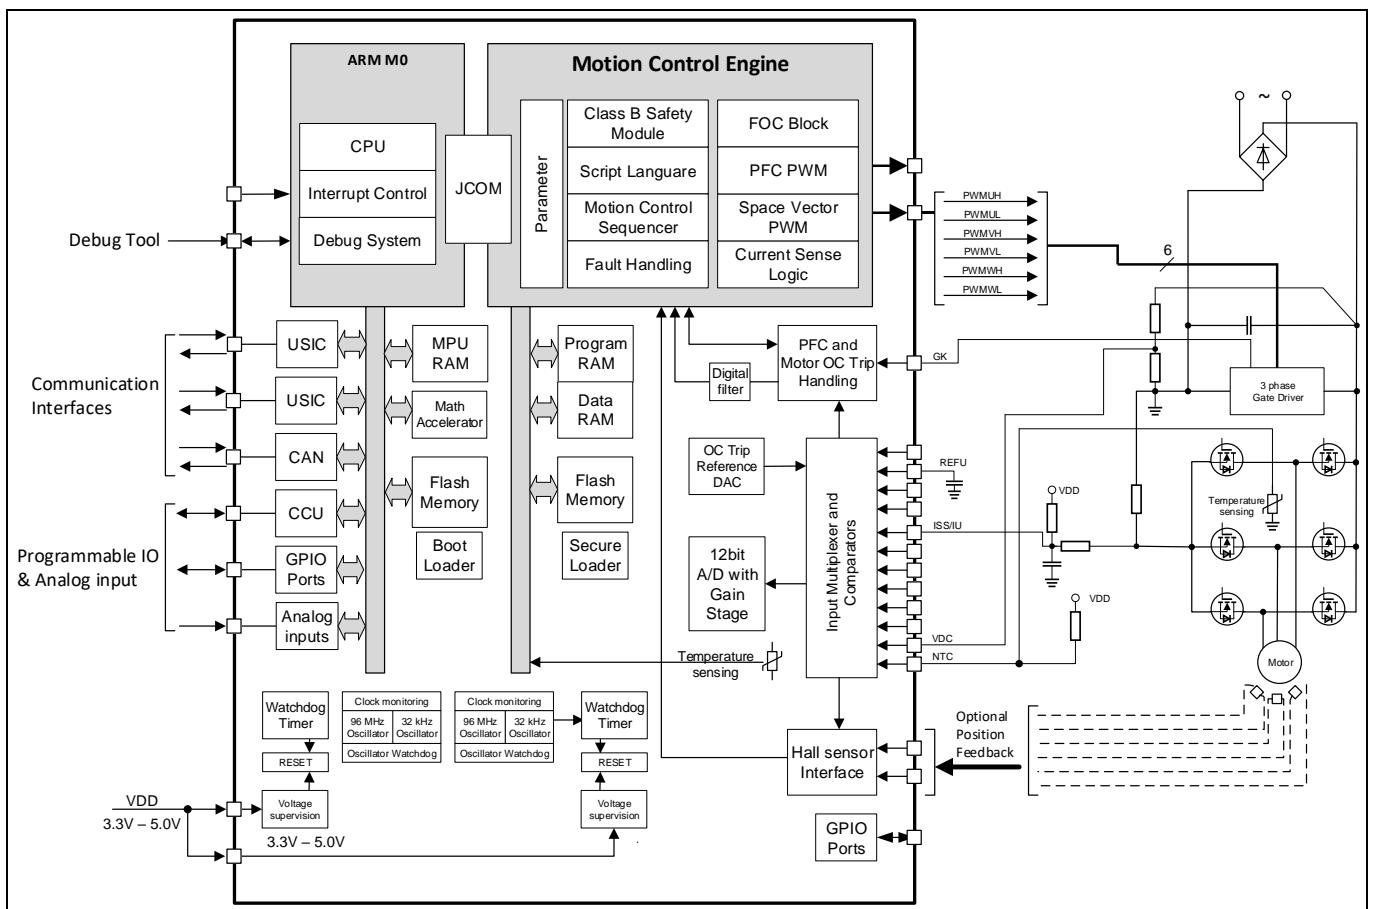 ARM M0
CPU
Interrupt Control
Debug System
JCOM
Motion Control Engine
Parameter
Class B Safety
Module
Script Languare
Motion Control
Sequencer
Fault Handling
FOC Block
PFC PWM
Space Vector
PWM
Current Sense
Logic
Debug Tool
Communication
Interfaces
Programmable IO
& Analog input
USIC
USIC
CAN
CCU
GPIO
Ports
Analog
inputs
MPU
RAM
Math
Accelerator
Flash
Memory
Boot
Loader
Program
RAM
Data
RAM
Flash
Memory
Secure
Loader
Digital
filter
PFC and
Motor OC Trip
Handling
OC Trip
Reference
DAC
12bit
A/D with
Gain
Stage
Input Multiplexer and
Comparators
Temperature
sensing
Hall sensor
Interface
GPIO
Ports
Watchdog
Timer
RESET
Voltage
supervision
Clock monitoring
96 MHz
Oscillator
32 kHz
Oscillator
Oscillator Watchdog
Clock monitoring
96 MHz
Oscillator
32 kHz
Oscillator
Oscillator Watchdog
Watchdog
Timer
RESET
Voltage
supervision
VDD
3.3V – 5.0V
3.3V – 5.0V
PWMUH
PWMUL
PWMVH
PWMVL
PWMWH
PWMWL
6
~
GK
3 phase
Gate Driver
REFU
VDD
ISS/IU
VDD
VDC
NTC
Temperature
sensing
Motor
Optional
Position
Feedback